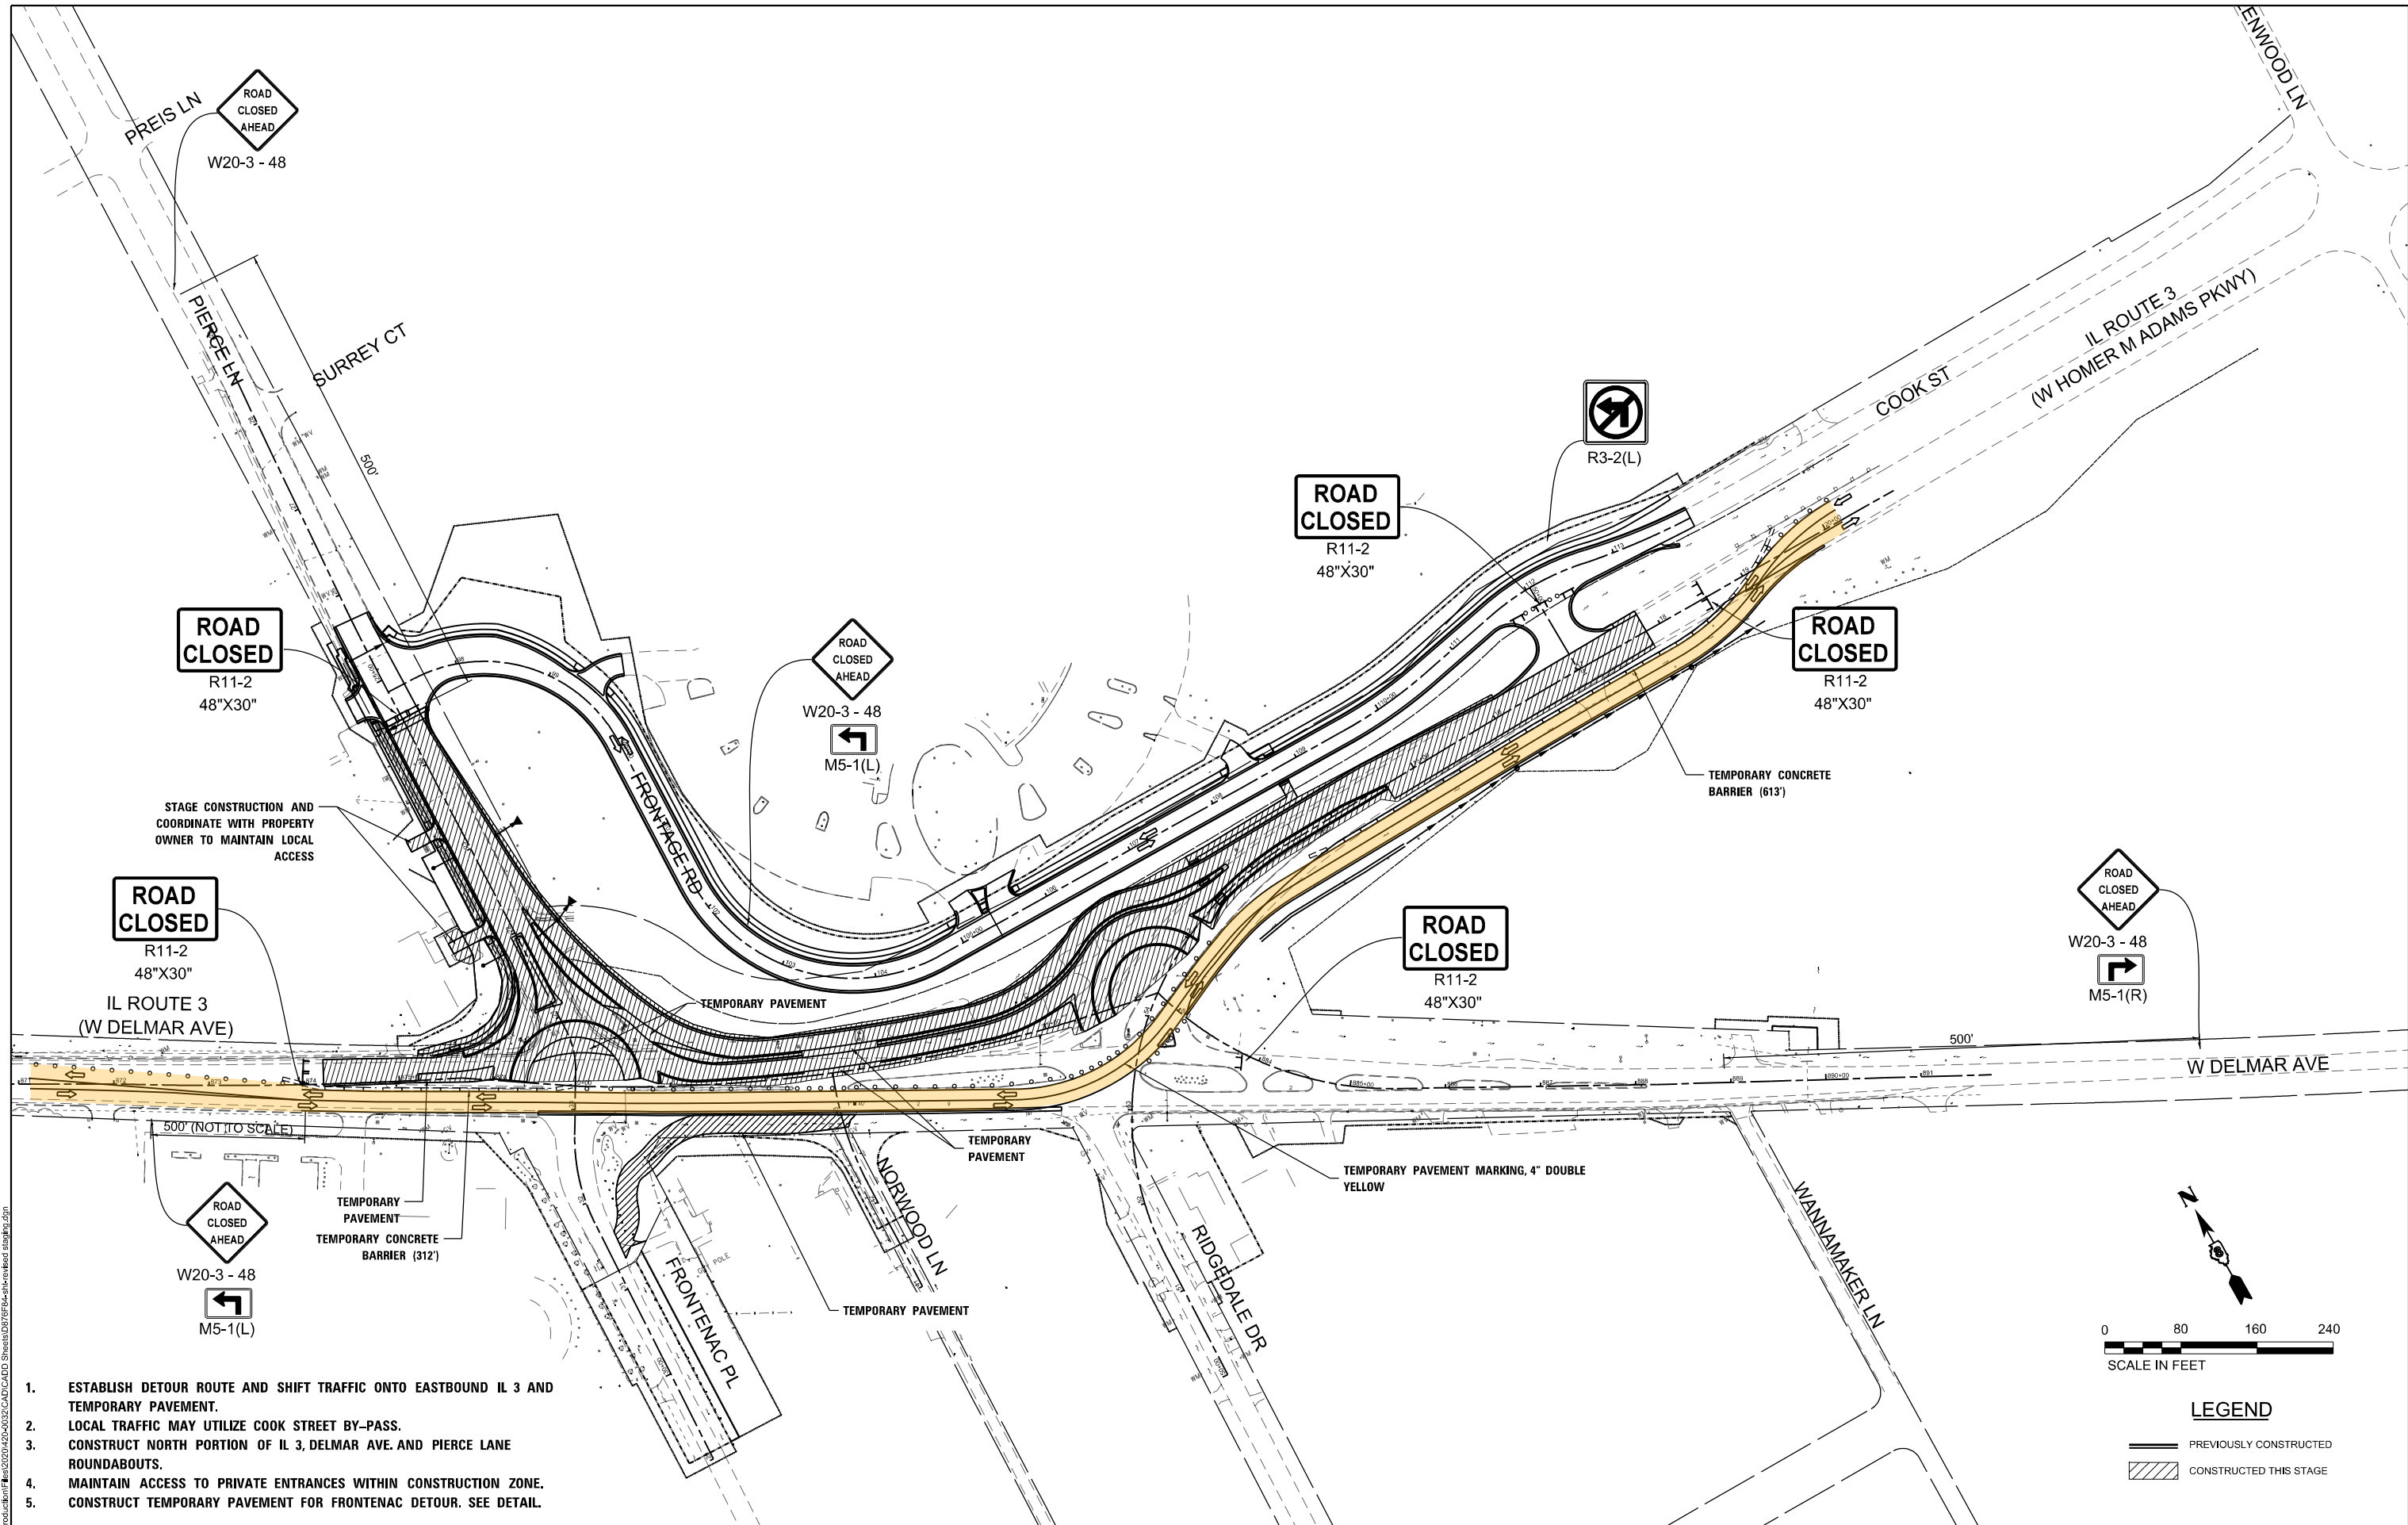 ENWOOD LN
PREIS LN
ROAD
CLOSED
AHEAD
W20-3 - 48
PIERCE LN
SURREY CT
500'
IL ROUTE 3
(W HOMER M ADAMS PKWY)
COOK ST
R3-2(L)
ROAD
CLOSED
R11-2
48"X30"
ROAD
CLOSED
R11-2
48"X30"
ROAD
CLOSED
R11-2
48"X30"
ROAD
CLOSED
AHEAD
W20-3 - 48
M5-1(L)
FRONTAGE RD
TEMPORARY CONCRETE
BARRIER (613')
STAGE CONSTRUCTION AND
COORDINATE WITH PROPERTY
OWNER TO MAINTAIN LOCAL
ACCESS
ROAD
CLOSED
R11-2
48"X30"
IL ROUTE 3
(W DELMAR AVE)
ROAD
CLOSED
R11-2
48"X30"
ROAD
CLOSED
AHEAD
W20-3 - 48
M5-1(R)
TEMPORARY PAVEMENT
500'
W DELMAR AVE
500' (NOT TO SCALE)
TEMPORARY
PAVEMENT
TEMPORARY PAVEMENT MARKING, 4" DOUBLE
YELLOW
NORWOOD LN
RIDGEDALE DR
WANNAMAKER LN
FRONTENAC PL
TEMPORARY
PAVEMENT
TEMPORARY CONCRETE
BARRIER (312')
ROAD
CLOSED
AHEAD
W20-3 - 48
M5-1(L)
TEMPORARY PAVEMENT
N
0 80 160 240
SCALE IN FEET
LEGEND
PREVIOUSLY CONSTRUCTED
CONSTRUCTED THIS STAGE
1. ESTABLISH DETOUR ROUTE AND SHIFT TRAFFIC ONTO EASTBOUND IL 3 AND
TEMPORARY PAVEMENT.
2. LOCAL TRAFFIC MAY UTILIZE COOK STREET BY-PASS.
3. CONSTRUCT NORTH PORTION OF IL 3, DELMAR AVE. AND PIERCE LANE
ROUNDABOUTS.
4. MAINTAIN ACCESS TO PRIVATE ENTRANCES WITHIN CONSTRUCTION ZONE.
5. CONSTRUCT TEMPORARY PAVEMENT FOR FRONTENAC DETOUR. SEE DETAIL.